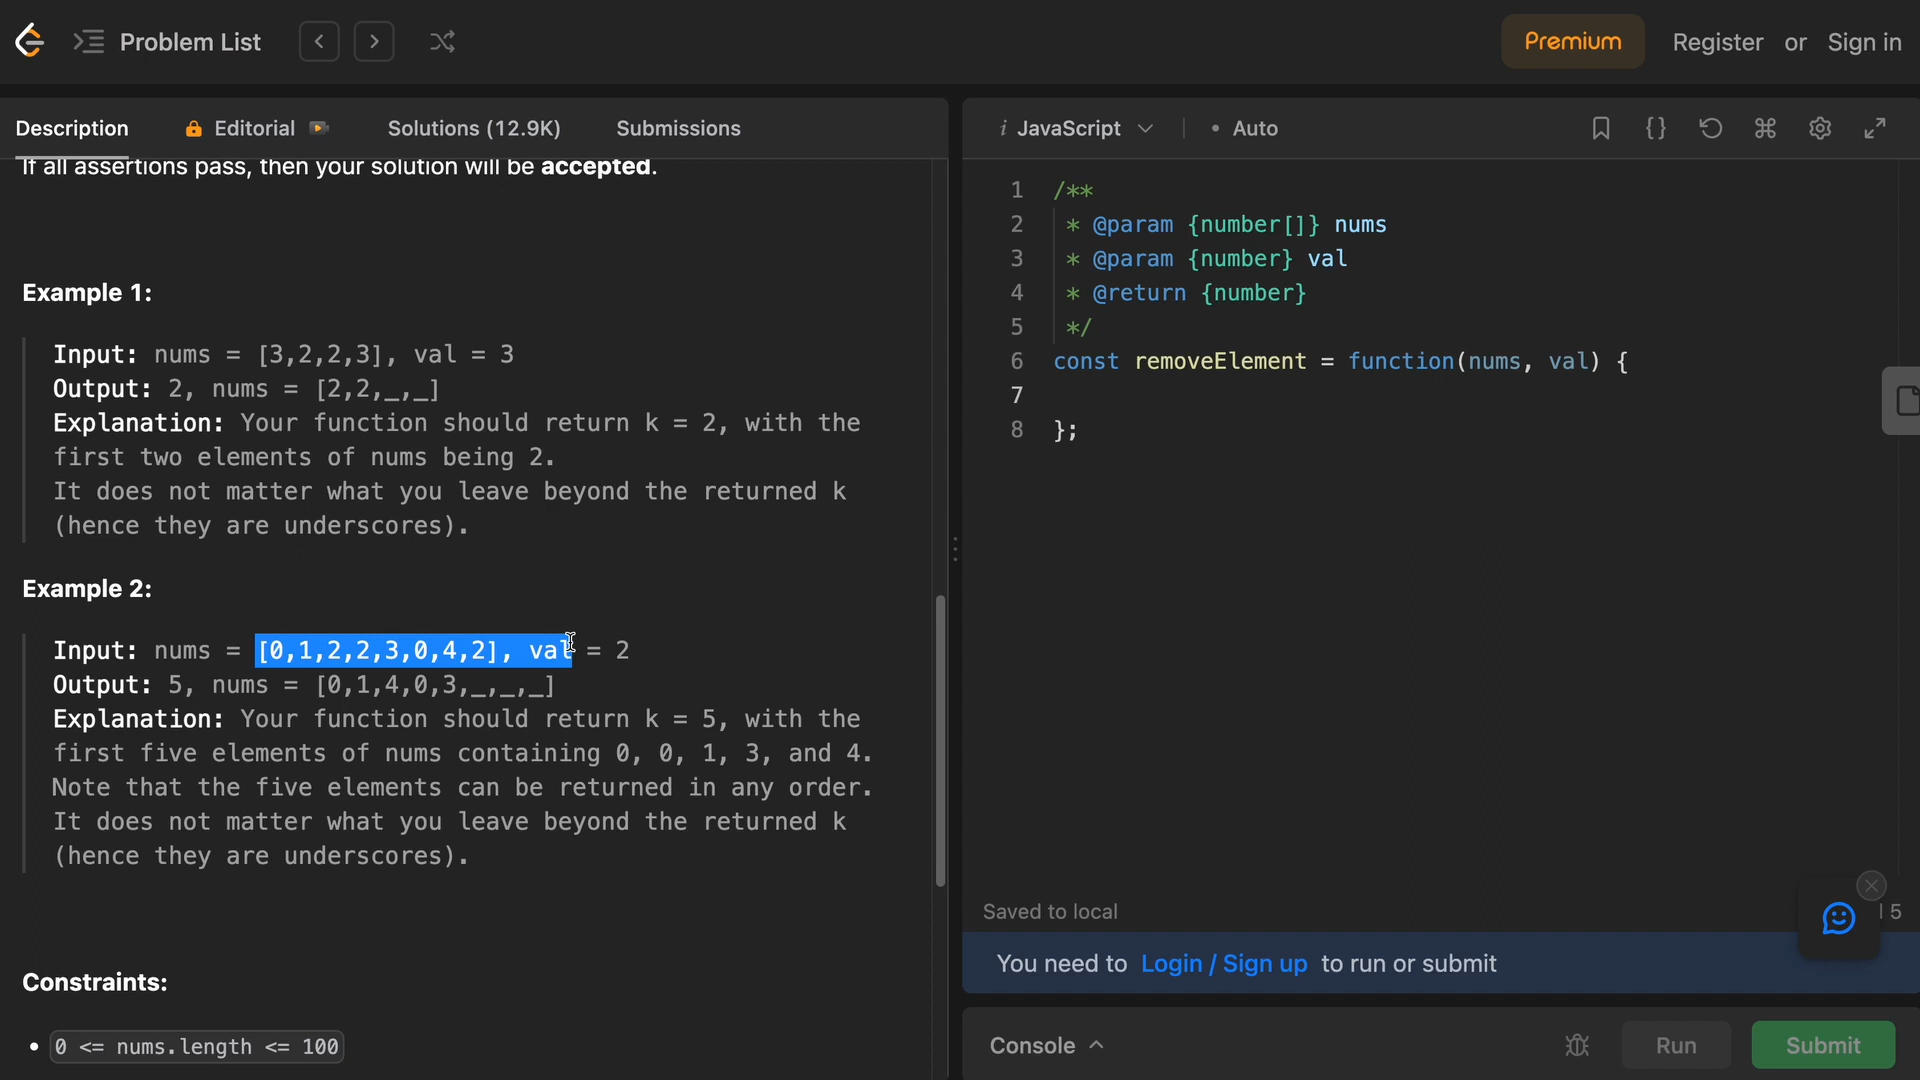 Problem List
Premium
Register or Sign in
Description
Editorial
Solutions (12.9K)
Submissions
If all assertions pass, then your solution will be accepted.
Example 1:
Input: nums = [3,2,2,3], val = 3
Output: 2, nums = [2,2,_,_]
Explanation: Your function should return k = 2, with the
first two elements of nums being 2.
It does not matter what you leave beyond the returned k
(hence they are underscores).
Example 2:
Input: nums = [0,1,2,2,3,0,4,2], val = 2
Output: 5, nums = [0,1,4,0,3,_,_,_]
Explanation: Your function should return k = 5, with the
first five elements of nums containing 0, 0, 1, 3, and 4.
Note that the five elements can be returned in any order.
It does not matter what you leave beyond the returned k
(hence they are underscores).
Constraints:
• 0 <= nums.length <= 100
i JavaScript
• Auto
1 /**
2 * @param {number[]} nums
3 * @param {number} val
4 * @return {number}
5 */
6 const removeElement = function(nums, val) {
7
8 };
Saved to local
5
You need to Login / Sign up to run or submit
Console
Run
Submit